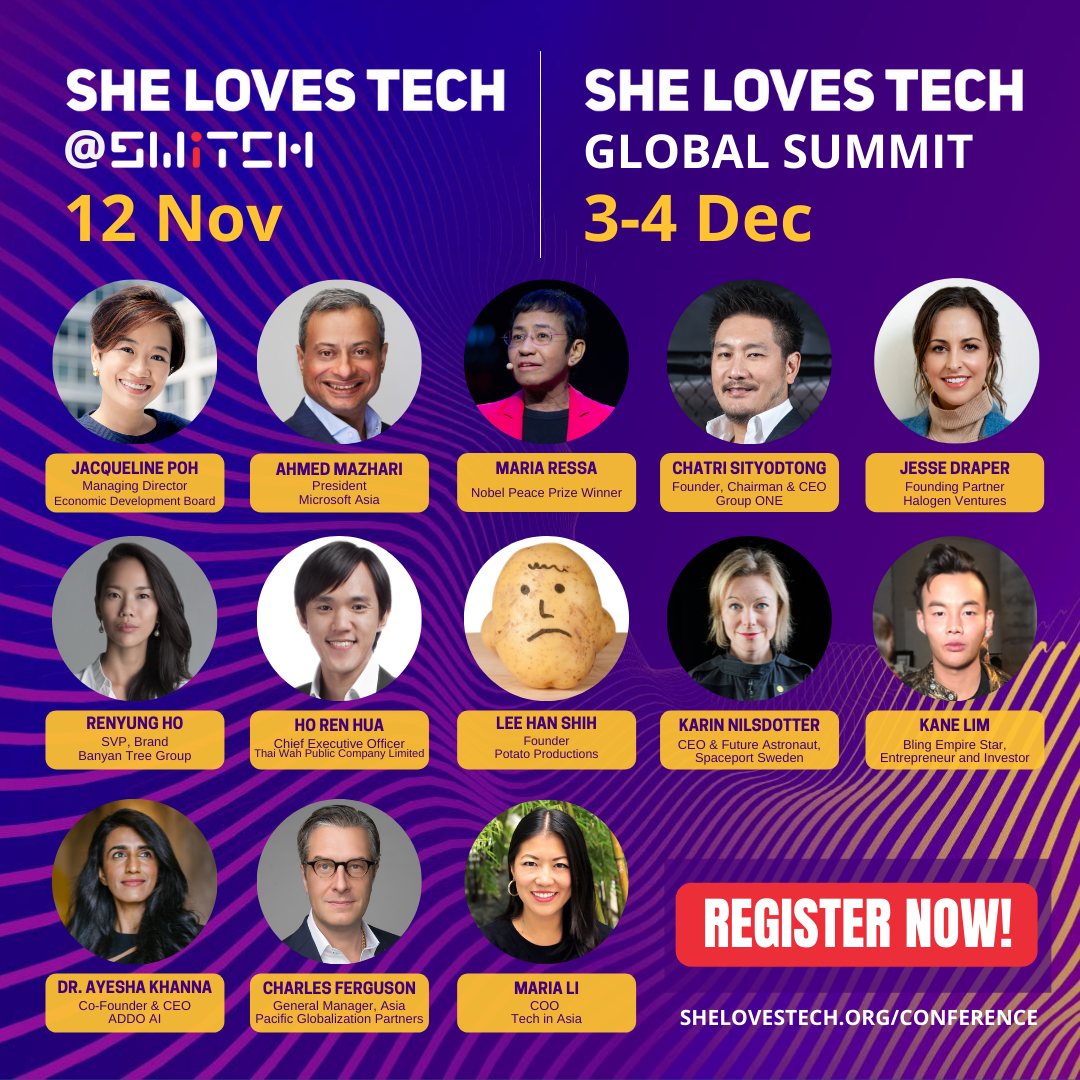 SHE LOVES TECH
@SWiTCH
12 Nov
SHE LOVES TECH
GLOBAL SUMMIT
3-4 Dec
JACQUELINE POH
Managing Director
Economic Development Board
AHMED MAZHARI
President
Microsoft Asia
MARIA RESSA
Nobel Peace Prize Winner
CHATRI SITYODTONG
Founder, Chairman & CEO
Group ONE
JESSE DRAPER
Founding Partner
Halogen Ventures
RENYUNG HO
SVP, Brand
Banyan Tree Group
HO REN HUA
Chief Executive Officer
Thai Wah Public Company Limited
LEE HAN SHIH
Founder
Potato Productions
KARIN NILSDOTTER
CEO & Future Astronaut,
Spaceport Sweden
KANE LIM
Bling Empire Star,
Entrepreneur and Investor
DR. AYESHA KHANNA
Co-Founder & CEO
ADDO AI
CHARLES FERGUSON
General Manager, Asia
Pacific Globalization Partners
MARIA LI
COO
Tech in Asia
REGISTER NOW!
SHELOVESTECH.ORG/CONFERENCE